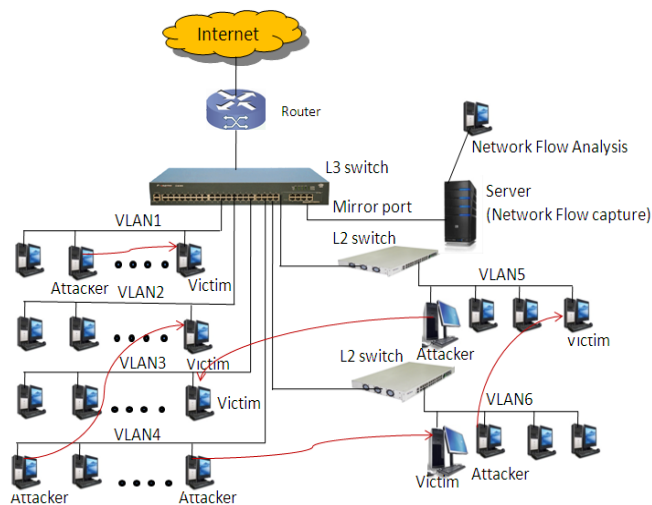 Internet
Router
L3 switch
Network Flow Analysis
Mirror port
Server
(Network Flow capture)
VLAN1
Attacker
Victim
L2 switch
VLAN5
VLAN2
Victim
Attacker
Victim
L2 switch
VLAN3
Victim
VLAN6
VLAN4
Attacker
Attacker
Victim
Attacker